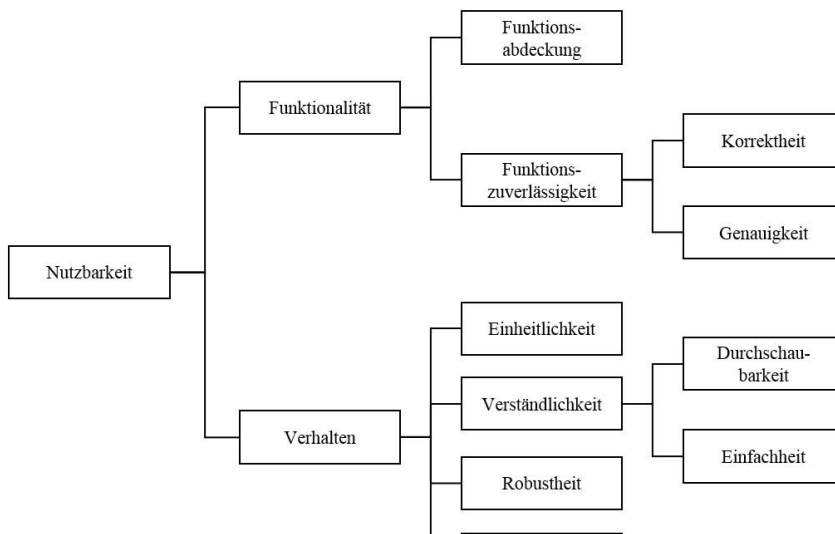 Funktions-
abdeckung
Funktionalität
Korrektheit
Funktions-
zuverlässigkeit
Genauigkeit
Nutzbarkeit
Einheitlichkeit
Durchschau-
barkeit
Verständlichkeit
Verhalten
Einfachheit
Robustheit